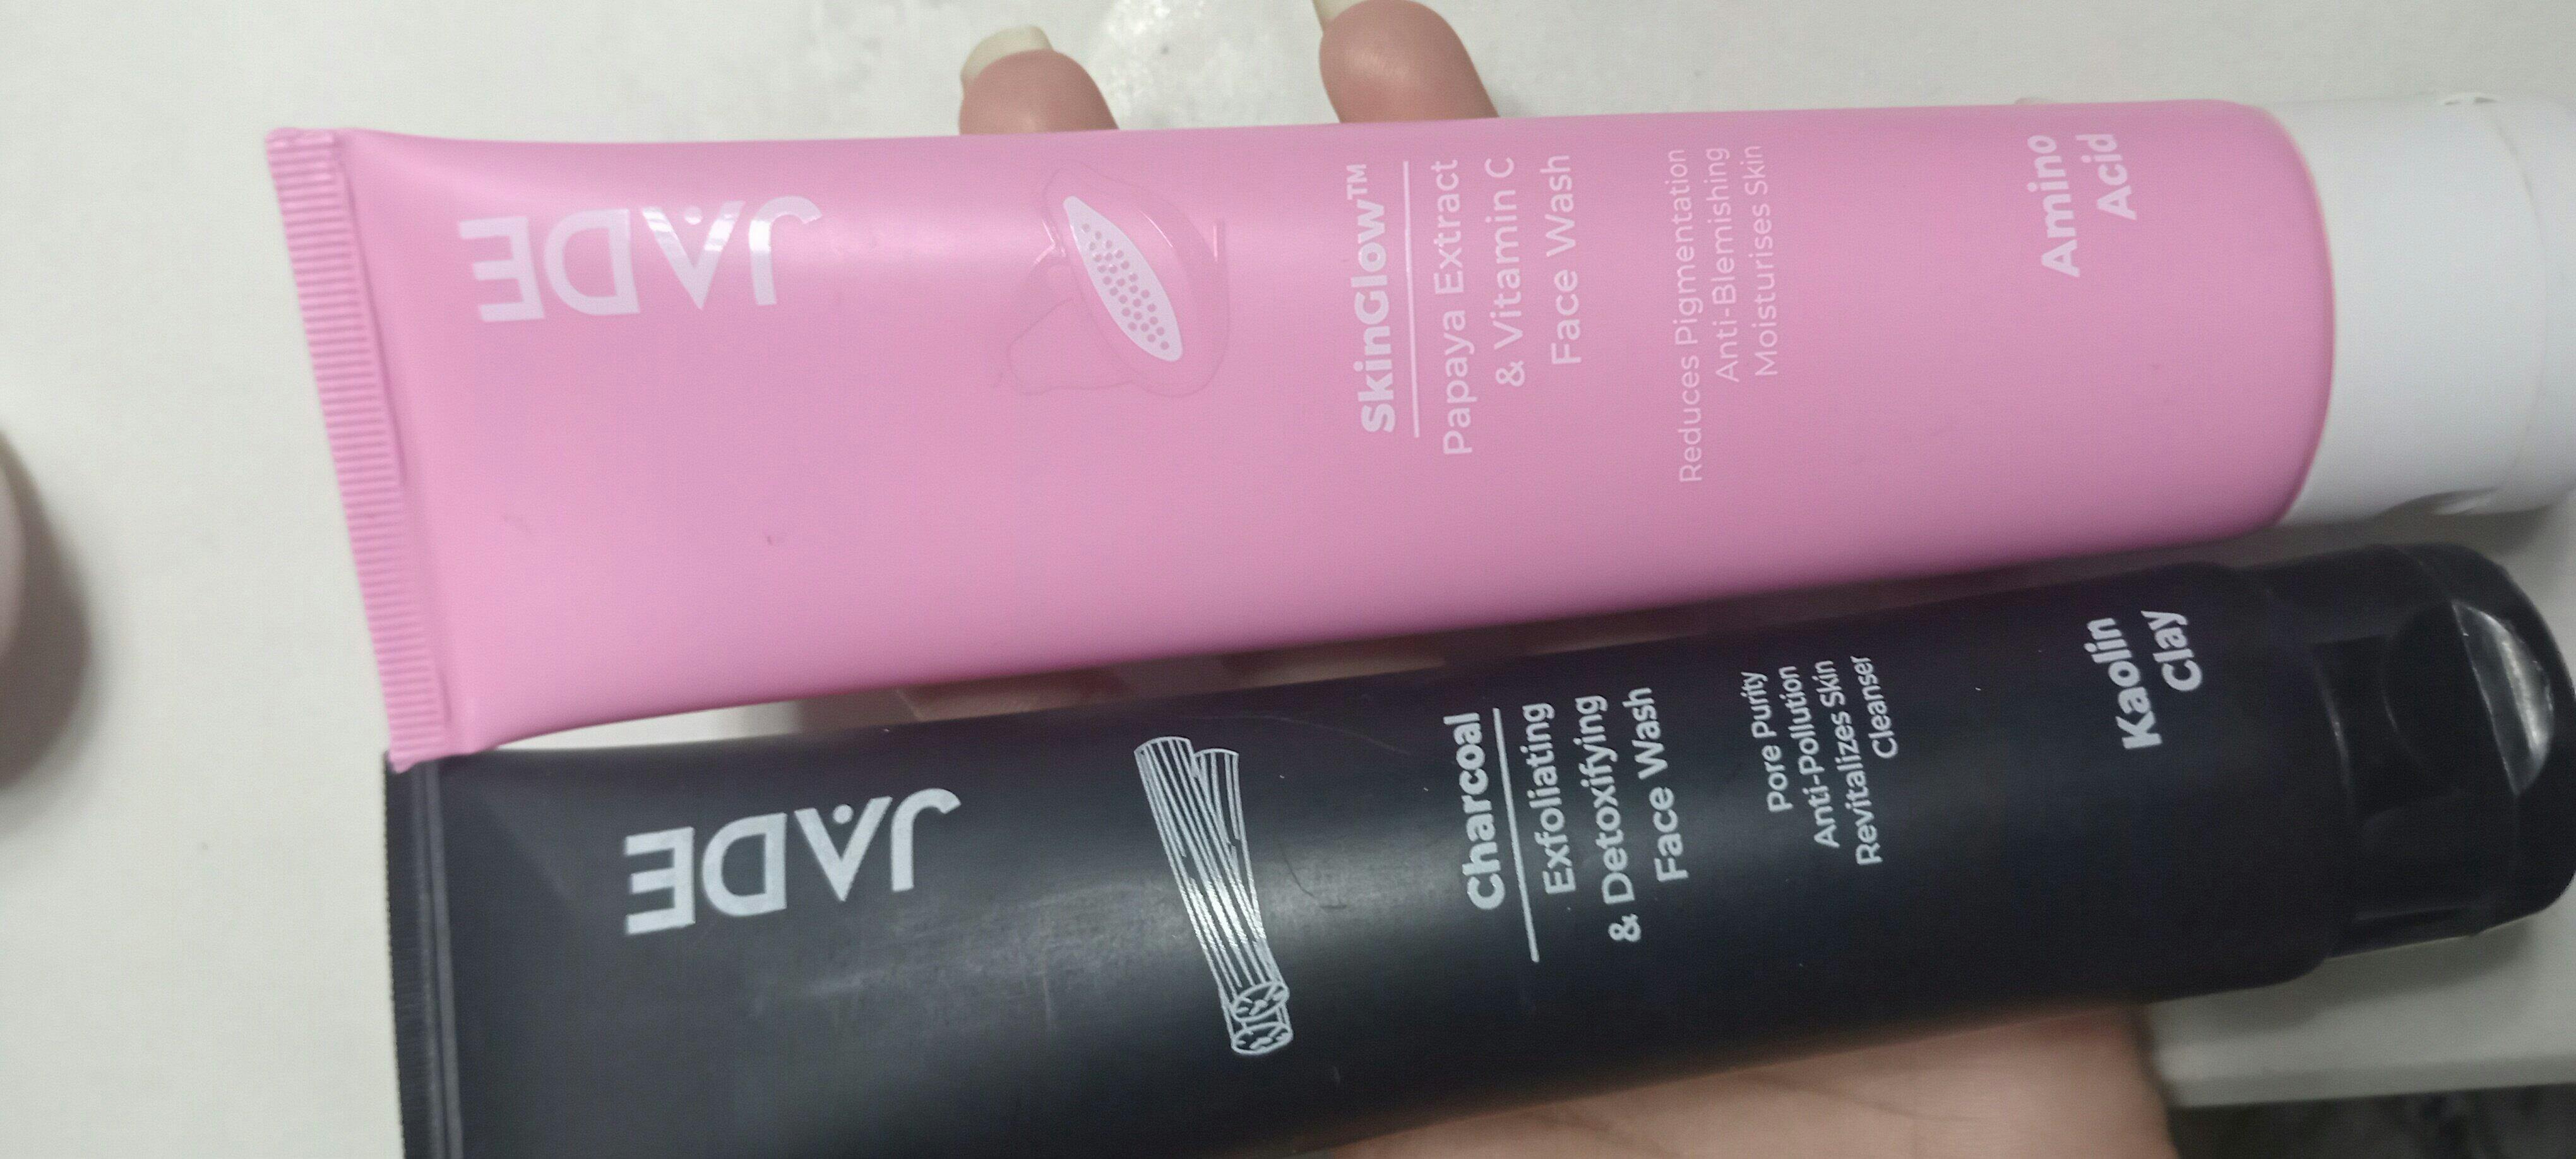 JADE
SkinGlow™
Papaya Extract
& Vitamin C
Face Wash
Reduces Pigmentation
Anti-Blemishing
Moisturises Skin
Amino
Acid
JADE
Charcoal
Exfoliating
& Detoxifying
Face Wash
Pore Purity
Anti-Pollution
Revitalizes Skin
Cleanser
Kaolin
Clay